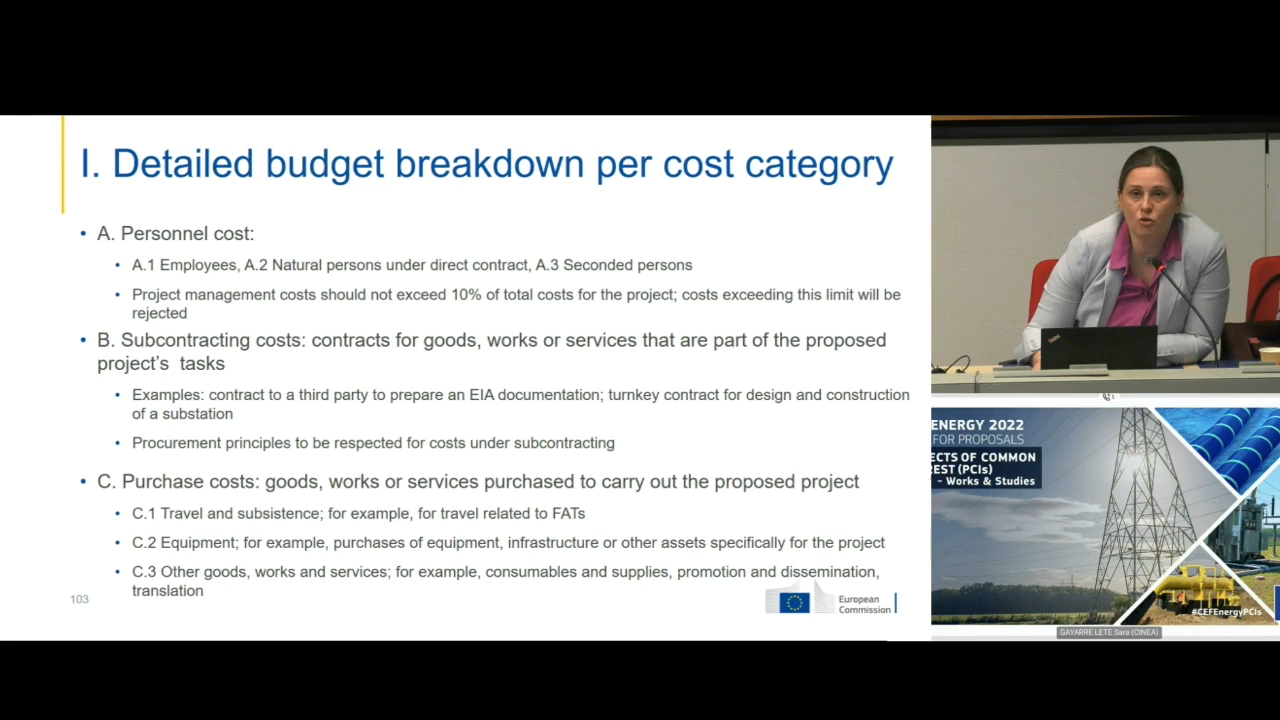 I. Detailed budget breakdown per cost category
• A. Personnel cost:
• A.1 Employees, A.2 Natural persons under direct contract, A.3 Seconded persons
• Project management costs should not exceed 10% of total costs for the project; costs exceeding this limit will be
rejected
• B. Subcontracting costs: contracts for goods, works or services that are part of the proposed
project's tasks
• Examples: contract to a third party to prepare an EIA documentation; turnkey contract for design and construction
of a substation
• Procurement principles to be respected for costs under subcontracting
• C. Purchase costs: goods, works or services purchased to carry out the proposed project
• C.1 Travel and subsistence; for example, for travel related to FATs
• C.2 Equipment; for example, purchases of equipment, infrastructure or other assets specifically for the project
• C.3 Other goods, works and services; for example, consumables and supplies, promotion and dissemination,
translation
103
European
Commission
ENERGY 2022
FOR PROPOSALS
ECTS OF COMMON
REST (PCIs)
- Works & Studies
#CEFEnergyPCIs
GAYARRE LETE Sara (CINEA)